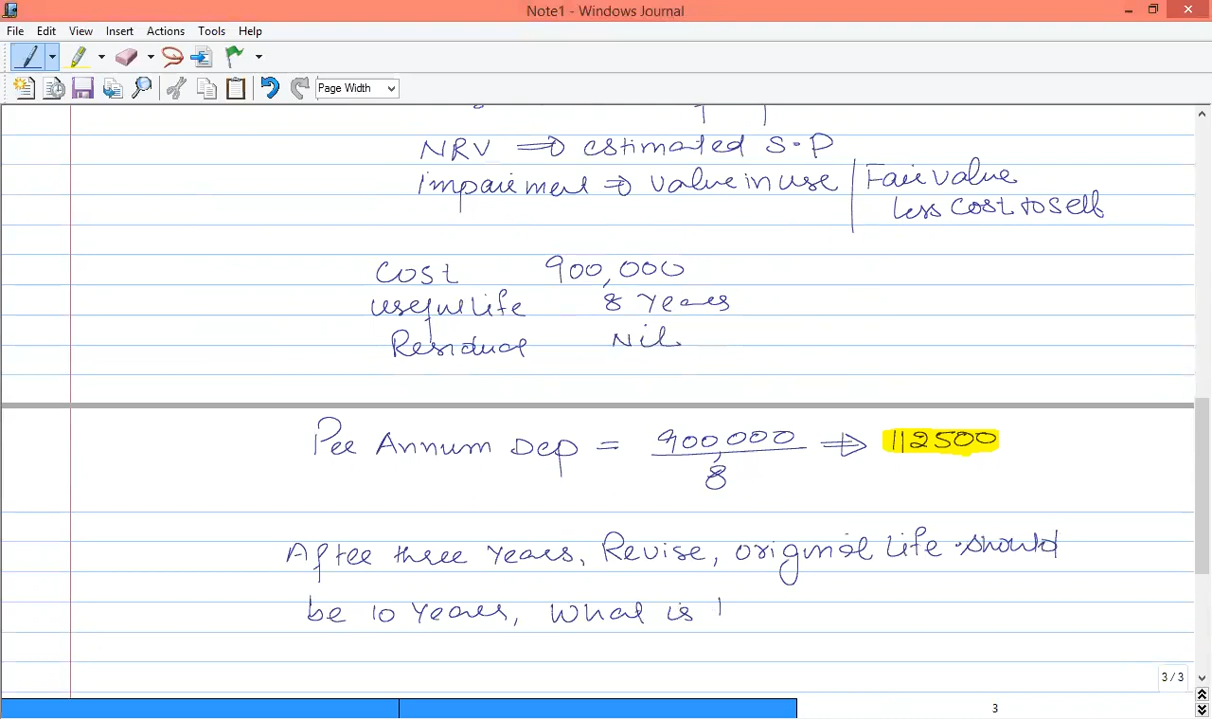 Note1 - Windows Journal
File Edit View Insert Actions Tools Help
Page Width
NRV ⇒ estimated S.P
Impairment ⇒ value in use | Fair value
less cost to sell
Cost 900,000
Useful life 8 Years
Residual Nil
Per Annum Dep = 900,000 / 8 ⇒ 112500
After three years, Revise, original life should
be 10 Years, What is
3 / 3
3